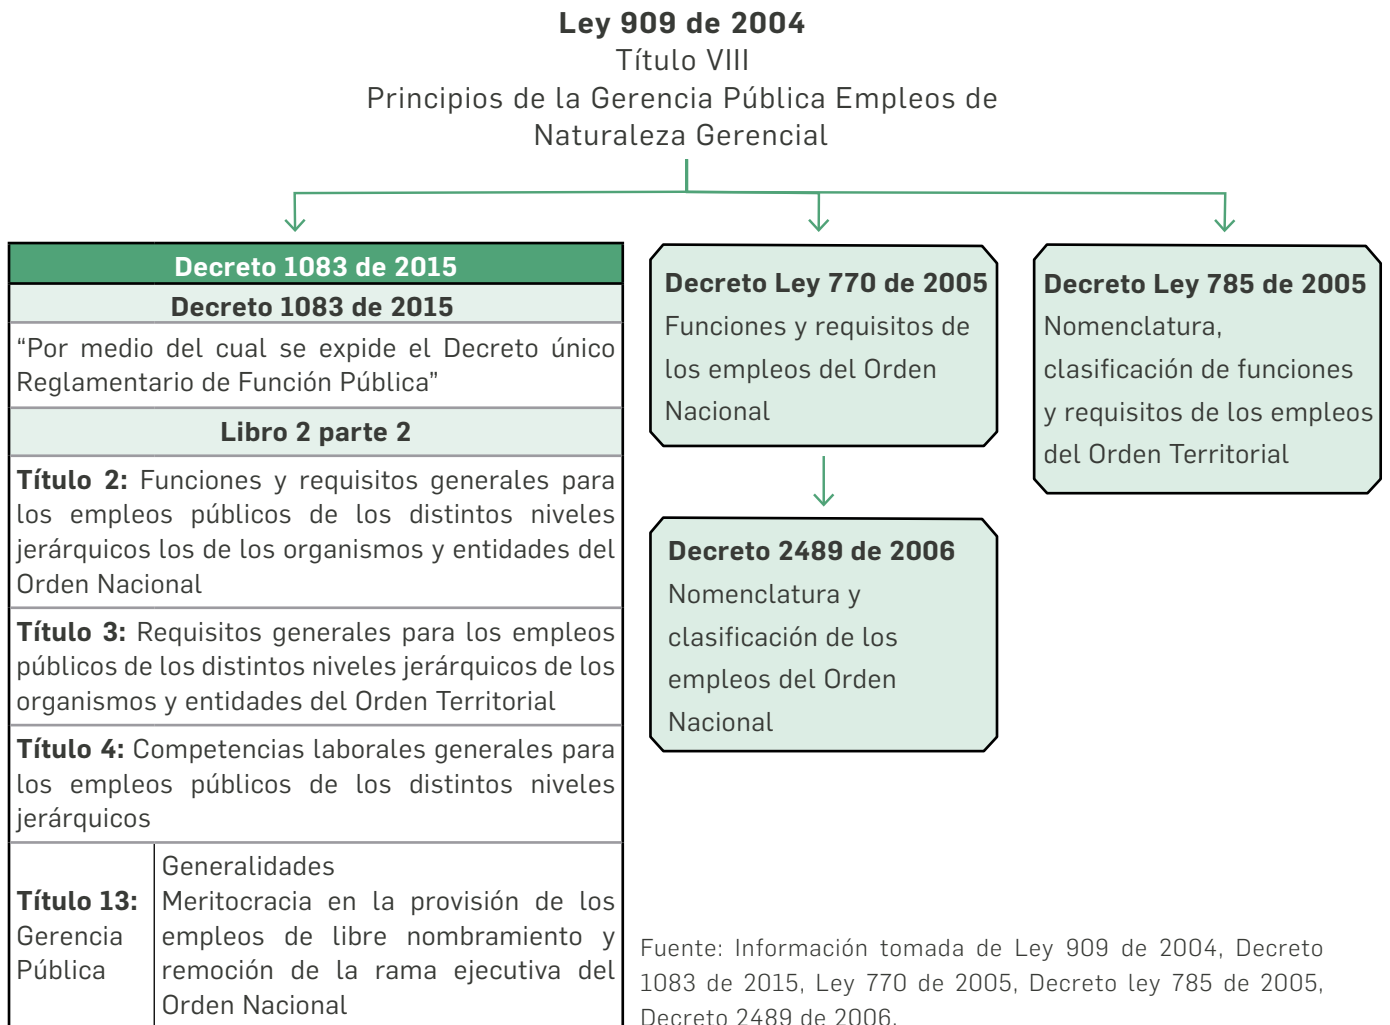 Ley 909 de 2004
Título VIII
Principios de la Gerencia Pública Empleos de
Naturaleza Gerencial
Decreto 1083 de 2015
Decreto 1083 de 2015
“Por medio del cual se expide el Decreto único
Reglamentario de Función Pública”
Libro 2 parte 2
Título 2: Funciones y requisitos generales para
los empleos públicos de los distintos niveles
jerárquicos los de los organismos y entidades del
Orden Nacional
Título 3: Requisitos generales para los empleos
públicos de los distintos niveles jerárquicos de los
organismos y entidades del Orden Territorial
Título 4: Competencias laborales generales para
los empleos públicos de los distintos niveles
jerárquicos
Título 13:
Gerencia
Pública
Generalidades
Meritocracia en la provisión de los
empleos de libre nombramiento y
remoción de la rama ejecutiva del
Orden Nacional
Decreto Ley 770 de 2005
Funciones y requisitos de
los empleos del Orden
Nacional
Decreto 2489 de 2006
Nomenclatura y
clasificación de los
empleos del Orden
Nacional
Decreto Ley 785 de 2005
Nomenclatura,
clasificación de funciones
y requisitos de los empleos
del Orden Territorial
Fuente: Información tomada de Ley 909 de 2004, Decreto
1083 de 2015, Ley 770 de 2005, Decreto ley 785 de 2005,
Decreto 2489 de 2006.